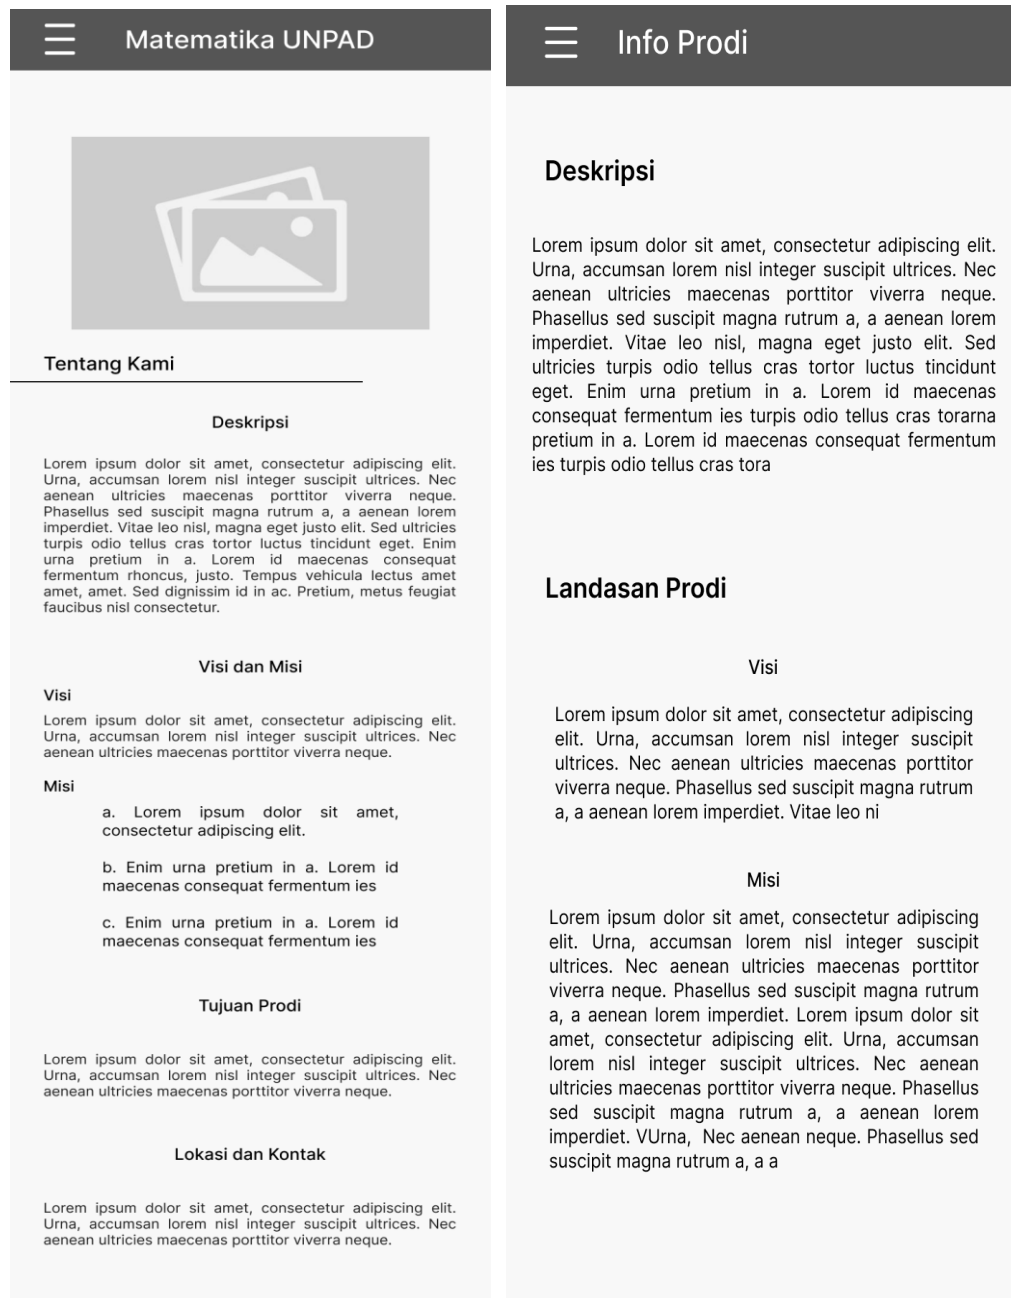 Matematika UNPAD
Tentang Kami
Deskripsi
Lorem ipsum dolor sit amet, consectetur adipiscing elit.
Urna, accumsan lorem nisl integer suscipit ultrices. Nec
aenean ultricies maecenas porttitor viverra neque.
Phasellus sed suscipit magna rutrum a, a aenean lorem
imperdiet. Vitae leo nisl, magna eget justo elit. Sed ultricies
turpis odio tellus cras tortor luctus tincidunt eget. Enim
urna pretium in a. Lorem id maecenas consequat
fermentum rhoncus, justo. Tempus vehicula lectus amet
amet, amet. Sed dignissim id in ac. Pretium, metus feugiat
faucibus nisl consectetur.
Visi dan Misi
Visi
Lorem ipsum dolor sit amet, consectetur adipiscing elit.
Urna, accumsan lorem nisl integer suscipit ultrices. Nec
aenean ultricies maecenas porttitor viverra neque.
Misi
a. Lorem ipsum dolor sit amet,
consectetur adipiscing elit.
b. Enim urna pretium in a. Lorem id
maecenas consequat fermentum ies
c. Enim urna pretium in a. Lorem id
maecenas consequat fermentum ies
Tujuan Prodi
Lorem ipsum dolor sit amet, consectetur adipiscing elit.
Urna, accumsan lorem nisl integer suscipit ultrices. Nec
aenean ultricies maecenas porttitor viverra neque.
Lokasi dan Kontak
Lorem ipsum dolor sit amet, consectetur adipiscing elit.
Urna, accumsan lorem nisl integer suscipit ultrices. Nec
aenean ultricies maecenas porttitor viverra neque.
Info Prodi
Deskripsi
Lorem ipsum dolor sit amet, consectetur adipiscing elit.
Urna, accumsan lorem nisl integer suscipit ultrices. Nec
aenean ultricies maecenas porttitor viverra neque.
Phasellus sed suscipit magna rutrum a, a aenean lorem
imperdiet. Vitae leo nisl, magna eget justo elit. Sed
ultricies turpis odio tellus cras tortor luctus tincidunt
eget. Enim urna pretium in a. Lorem id maecenas
consequat fermentum ies turpis odio tellus cras torarna
pretium in a. Lorem id maecenas consequat fermentum
ies turpis odio tellus cras tora
Landasan Prodi
Visi
Lorem ipsum dolor sit amet, consectetur adipiscing
elit. Urna, accumsan lorem nisl integer suscipit
ultrices. Nec aenean ultricies maecenas porttitor
viverra neque. Phasellus sed suscipit magna rutrum
a, a aenean lorem imperdiet. Vitae leo ni
Misi
Lorem ipsum dolor sit amet, consectetur adipiscing
elit. Urna, accumsan lorem nisl integer suscipit
ultrices. Nec aenean ultricies maecenas porttitor
viverra neque. Phasellus sed suscipit magna rutrum
a, a aenean lorem imperdiet. Lorem ipsum dolor sit
amet, consectetur adipiscing elit. Urna, accumsan
lorem nisl integer suscipit ultrices. Nec aenean
ultricies maecenas porttitor viverra neque. Phasellus
sed suscipit magna rutrum a, a aenean lorem
imperdiet. VUrna, Nec aenean neque. Phasellus sed
suscipit magna rutrum a, a a